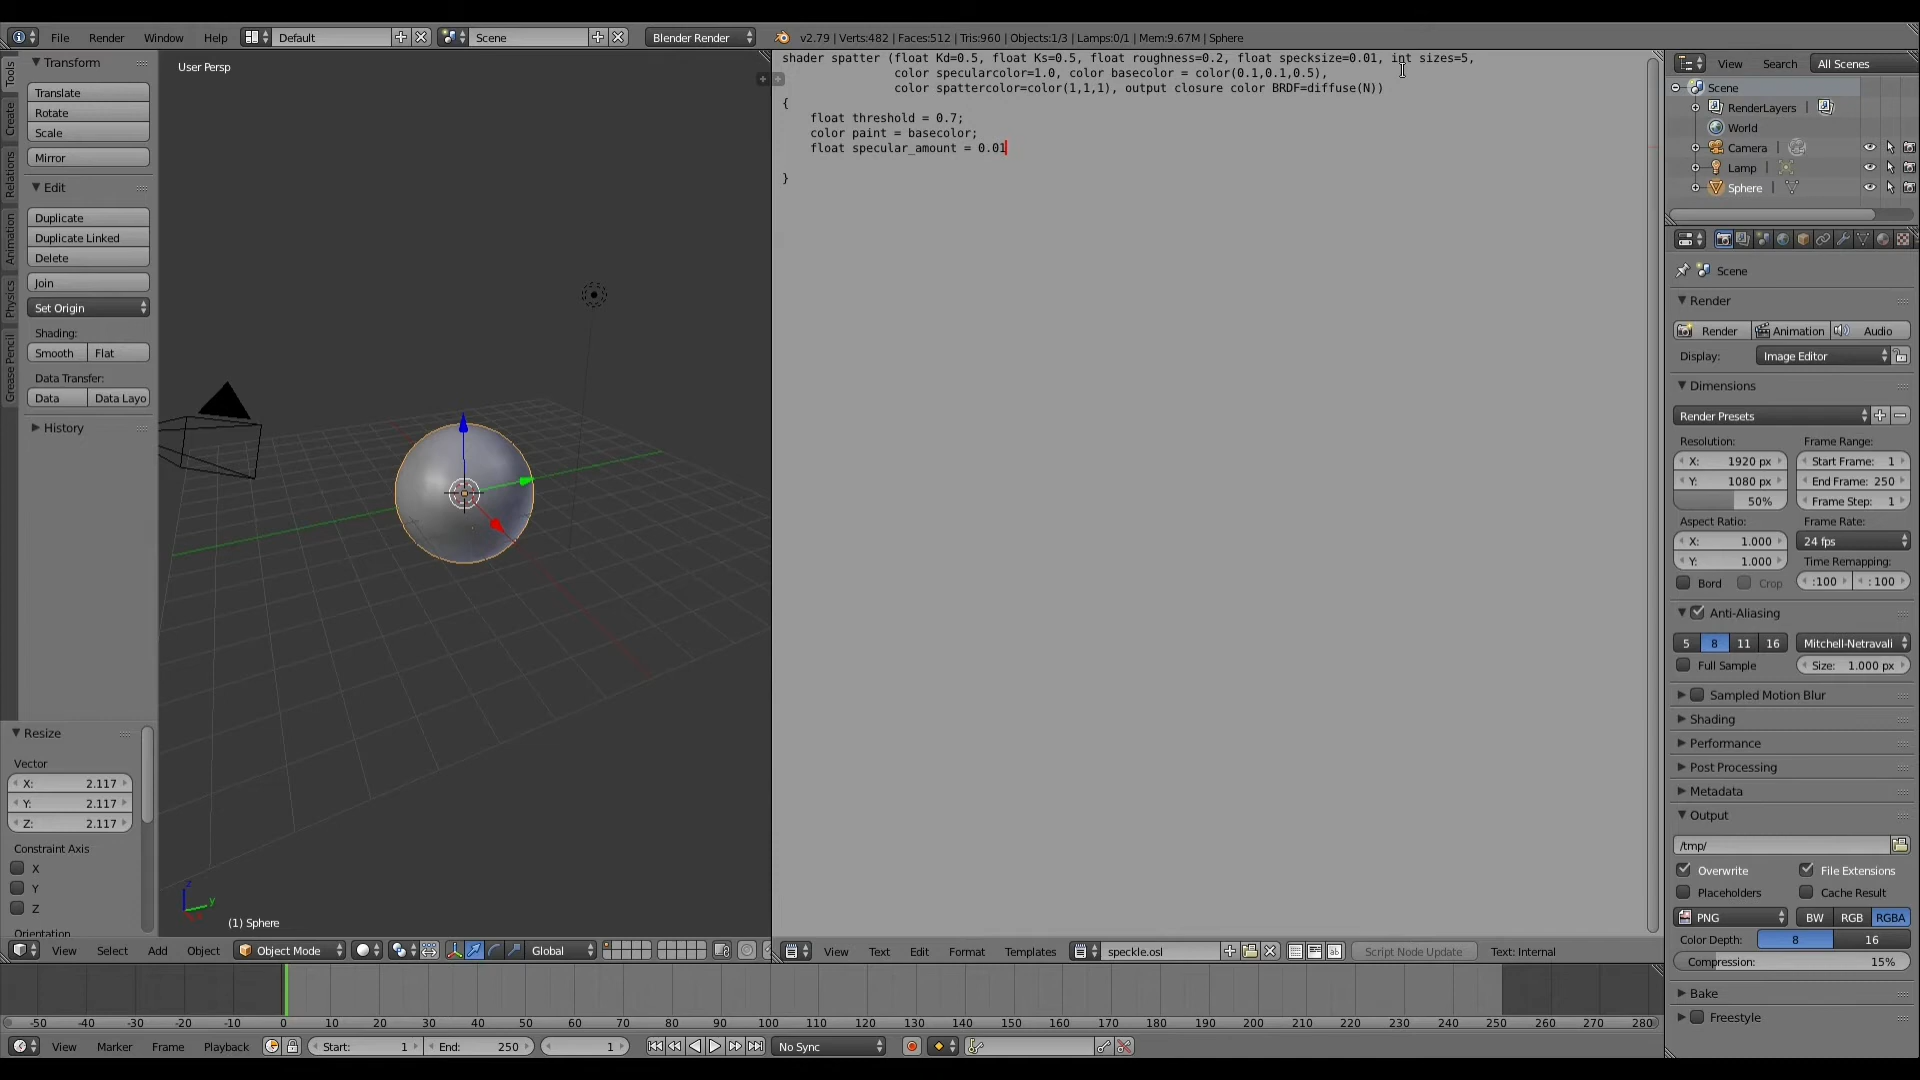 File Render Window Help Default Scene Blender Render v2.79 | Verts:482 | Faces:512 | Tris:960 | Objects:1/3 | Lamps:0/1 | Mem:9.67M | Sphere
Tools
Create
Relations
Animation
Physics
Grease Pencil
Transform
Translate
Rotate
Scale
Mirror
Edit
Duplicate
Duplicate Linked
Delete
Join
Set Origin
Shading:
Smooth Flat
Data Transfer:
Data Data Layo
History
Resize
Vector
X: 2.117
Y: 2.117
Z: 2.117
Constraint Axis
X
Y
Z
Orientation
User Persp
z
y
(1) Sphere
View Select Add Object Object Mode Global
shader spatter (float Kd=0.5, float Ks=0.5, float roughness=0.2, float specksize=0.01, int sizes=5,
color specularcolor=1.0, color basecolor = color(0.1,0.1,0.5),
color spattercolor=color(1,1,1), output closure color BRDF=diffuse(N))
{
float threshold = 0.7;
color paint = basecolor;
float specular_amount = 0.01
}
View Text Edit Format Templates speckle.osl Script Node Update Text: Internal
View Search All Scenes
Scene
RenderLayers
World
Camera
Lamp
Sphere
Scene
Render
Render Animation Audio
Display: Image Editor
Dimensions
Render Presets
Resolution: Frame Range:
X: 1920 px Start Frame: 1
Y: 1080 px End Frame: 250
50% Frame Step: 1
Aspect Ratio: Frame Rate:
X: 1.000 24 fps
Y: 1.000 Time Remapping:
Bord Crop :100 :100
Anti-Aliasing
5 8 11 16 Mitchell-Netravali
Full Sample Size: 1.000 px
Sampled Motion Blur
Shading
Performance
Post Processing
Metadata
Output
/tmp/
Overwrite File Extensions
Placeholders Cache Result
PNG BW RGB RGBA
Color Depth: 8 16
Compression: 15%
Bake
Freestyle
-50 -40 -30 -20 -10 0 10 20 30 40 50 60 70 80 90 100 110 120 130 140 150 160 170 180 190 200 210 220 230 240 250 260 270 280
View Marker Frame Playback Start: 1 End: 250 1 No Sync